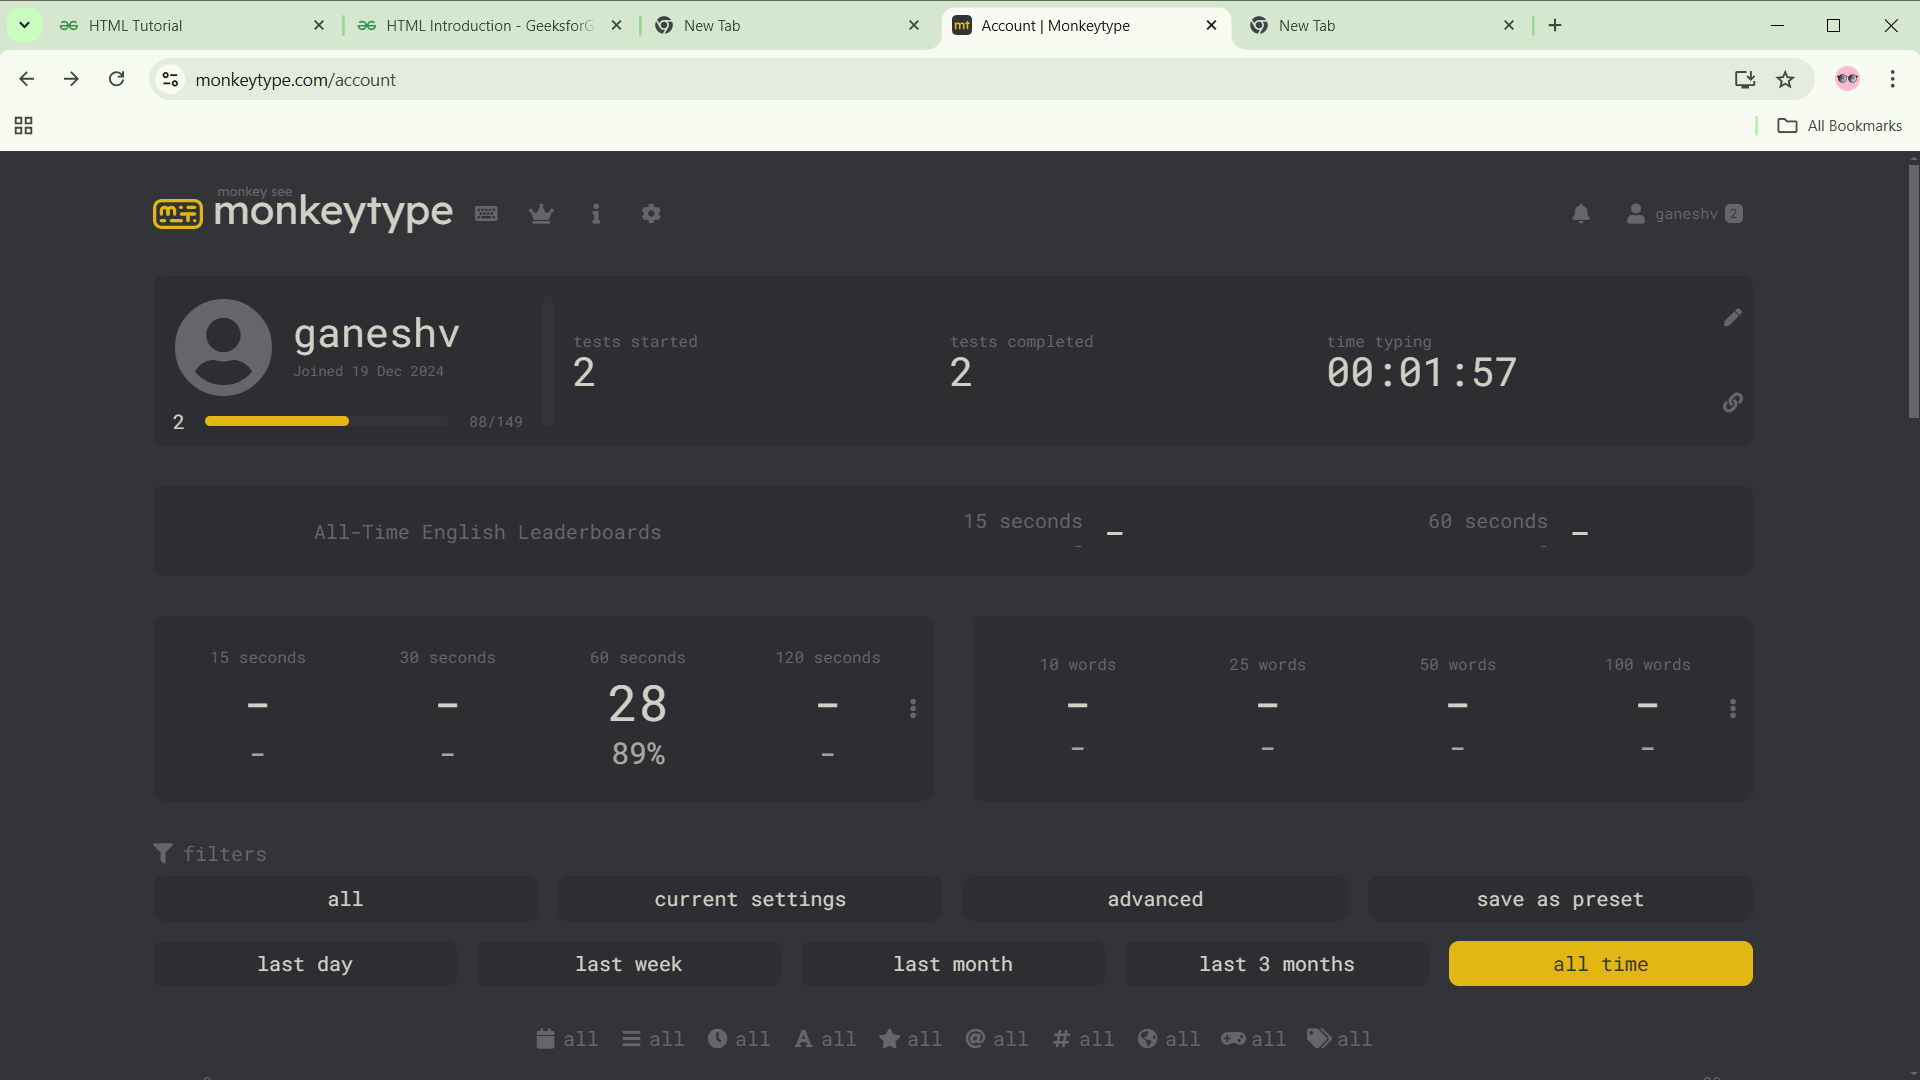 HTML Tutorial
HTML Introduction - GeeksforG
New Tab
mt
Account | Monkeytype
New Tab
monkeytype.com/account
All Bookmarks
monkey see
monkeytype
ganeshv 2
ganeshv
Joined 19 Dec 2024
2
88/149
tests started
2
tests completed
2
time typing
00:01:57
All-Time English Leaderboards
15 seconds
-
-
60 seconds
-
-
15 seconds
-
-
30 seconds
-
-
60 seconds
28
89%
120 seconds
-
-
10 words
-
-
25 words
-
-
50 words
-
-
100 words
-
-
filters
all
current settings
advanced
save as preset
last day
last week
last month
last 3 months
all time
all
all
all
A all
all
@ all
# all
all
all
all